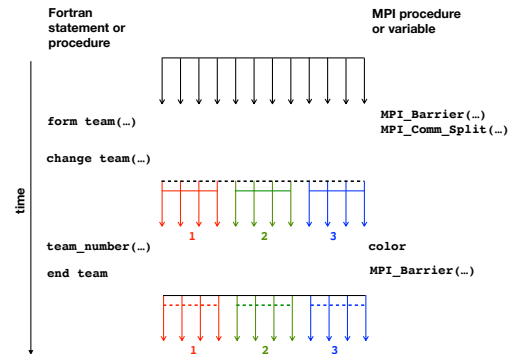 Fortran
statement or
procedure
MPI procedure
or variable
form team(…)
MPI_Barrier(…)
MPI_Comm_Split(…)
change team(…)
time
1 2 3
team_number(…)
color
end team
MPI_Barrier(…)
1 2 3